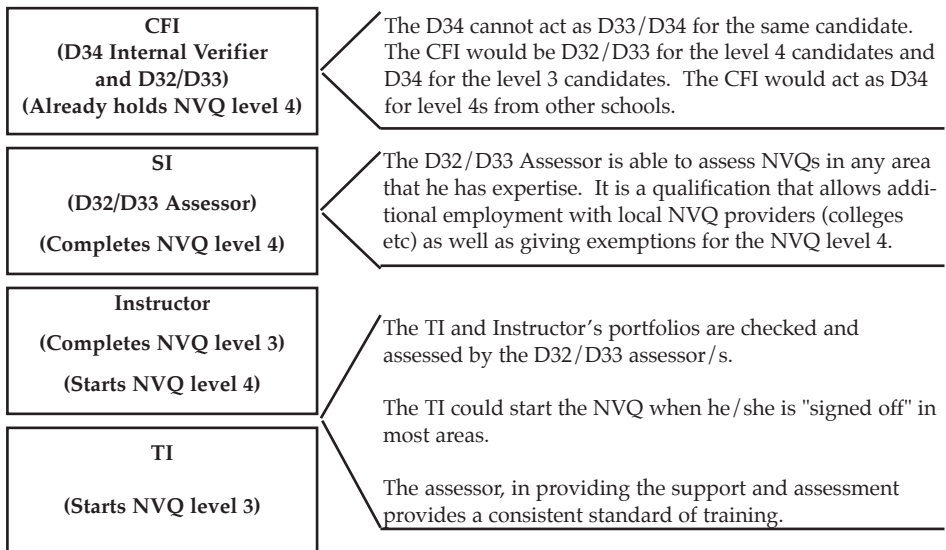 CFI
(D34 Internal Verifier
and D32/D33)
(Already holds NVQ level 4)
The D34 cannot act as D33/D34 for the same candidate.
The CFI would be D32/D33 for the level 4 candidates and
D34 for the level 3 candidates.  The CFI would act as D34
for level 4s from other schools.
SI
(D32/D33 Assessor)
(Completes NVQ level 4)
The D32/D33 Assessor is able to assess NVQs in any area
that he has expertise.  It is a qualification that allows addi-
tional employment with local NVQ providers (colleges
etc) as well as giving exemptions for the NVQ level 4.
Instructor
(Completes NVQ level 3)
(Starts NVQ level 4)
TI
(Starts NVQ level 3)
The TI and Instructor's portfolios are checked and
assessed by the D32/D33 assessor/s.
The TI could start the NVQ when he/she is "signed off" in
most areas.
The assessor, in providing the support and assessment
provides a consistent standard of training.